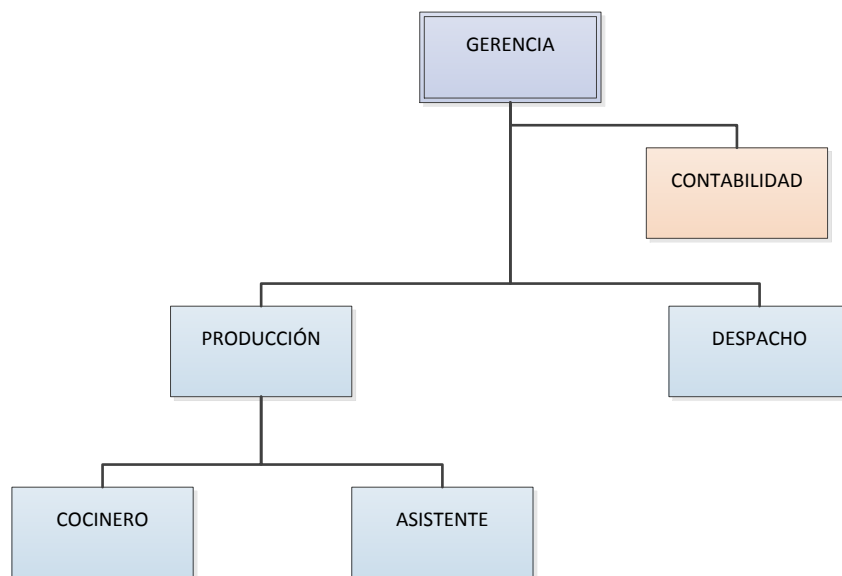 GERENCIA
CONTABILIDAD
PRODUCCIÓN
DESPACHO
COCINERO
ASISTENTE